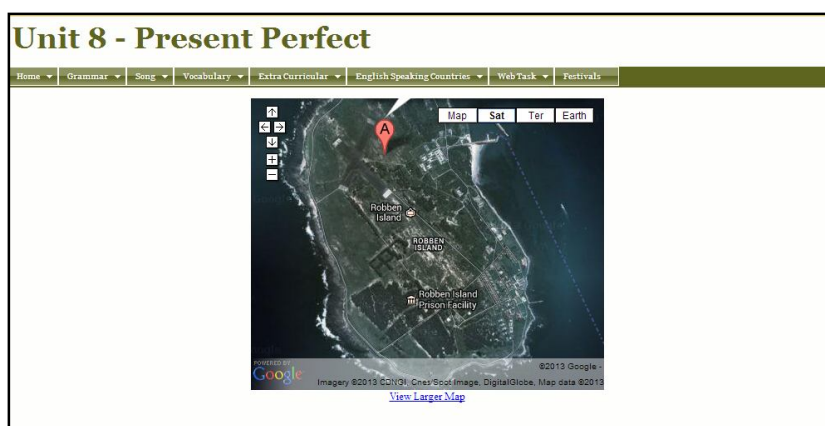 Unit 8 - Present Perfect
Home Grammar Song Vocabulary Extra Curricular English Speaking Countries Web Task Festivals
Map Sat Ter Earth
A
Robben
Island
ROBBEN
ISLAND
Robben Island
Prison Facility
POWERED BY
Google
©2013 Google -
Imagery ©2013 CDNGI, Cnes/Spot Image, DigitalGlobe, Map data ©2013
View Larger Map